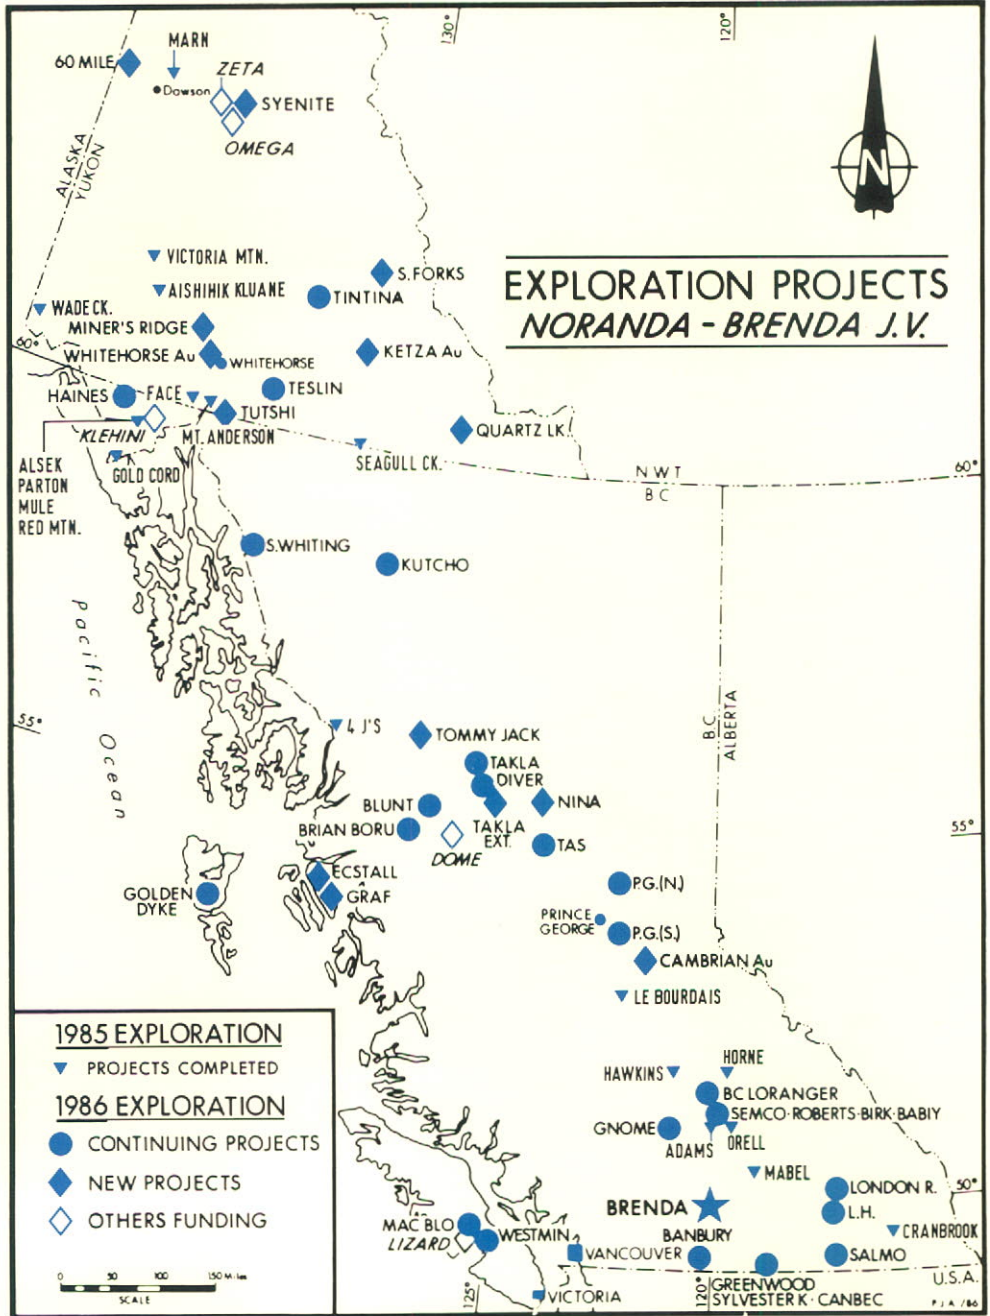 130°
120°
MARN
60 MILE
ZETA
Dawson
SYENITE
OMEGA
ALASKA
YUKON
N
VICTORIA MTN.
S. FORKS
AISHIHIK KLUANE
TINTINA
EXPLORATION PROJECTS
NORANDA - BRENDA J.V.
WADE CK.
MINER'S RIDGE
60°
WHITEHORSE Au
WHITEHORSE
KETZA Au
HAINES
FACE
TESLIN
TUTSHI
KLEHINI
MT. ANDERSON
QUARTZ LK.
SEAGULL CK.
ALSEK
PARTON
MULE
RED MTN.
GOLD CORD
N W T
B C
60°
S. WHITING
KUTCHO
Pacific Ocean
55°
4 J'S
TOMMY JACK
B.C.
ALBERTA
TAKLA
DIVER
BLUNT
NINA
BRIAN BORU
TAKLA
EXT.
DOME
TAS
55°
ECSTALL
GRAF
GOLDEN
DYKE
P.G.(N.)
PRINCE
GEORGE
P.G.(S.)
CAMBRIAN Au
LE BOURDAIS
1985 EXPLORATION
PROJECTS COMPLETED
1986 EXPLORATION
CONTINUING PROJECTS
NEW PROJECTS
OTHERS FUNDING
0 50 100 150 Miles
SCALE
HORNE
HAWKINS
BC LORANGER
SEMCO·ROBERTS·BIRK·BABIY
GNOME
ADAMS
ORELL
MABEL
50°
LONDON R.
BRENDA
L.H.
MAC BLO
LIZARD
WESTMIN
BANBURY
CRANBROOK
VANCOUVER
SALMO
U.S.A.
GREENWOOD
SYLVESTER K · CANBEC
125°
VICTORIA
120°
P.J.A. /86